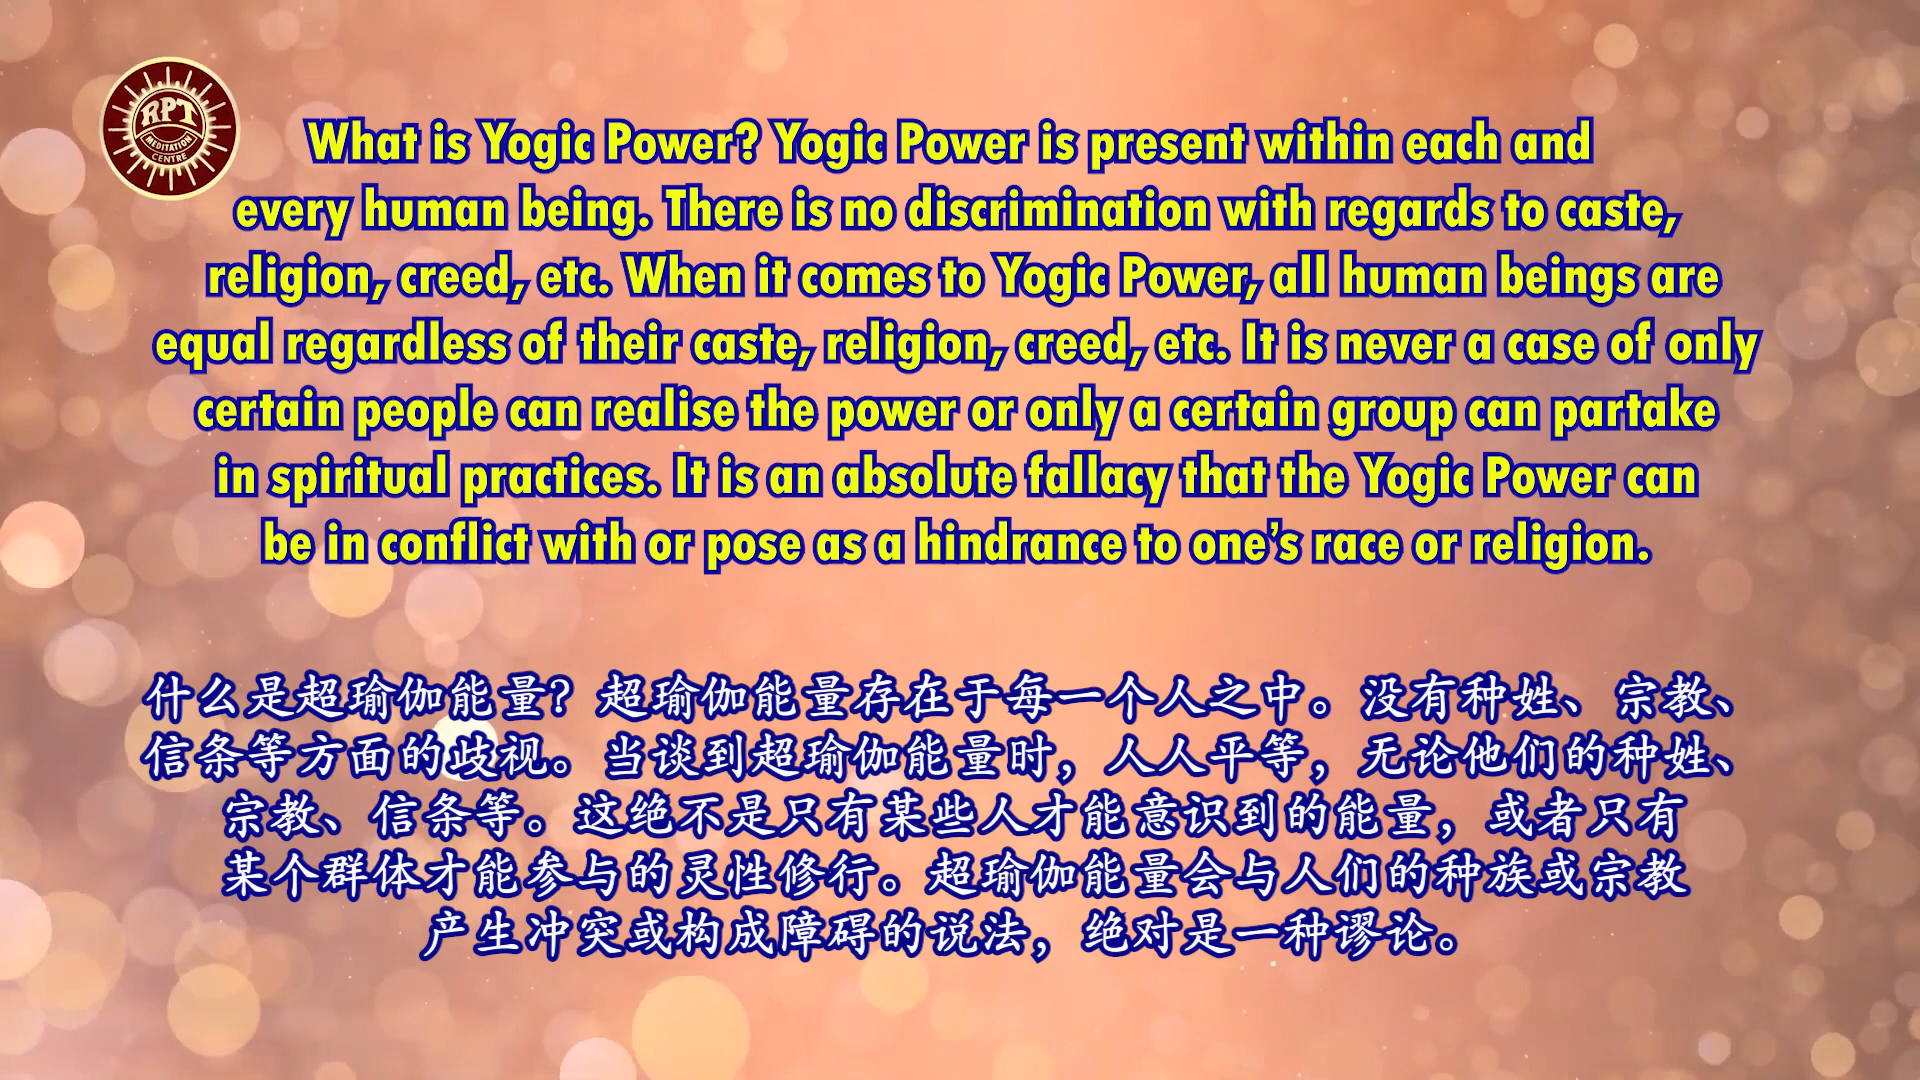 RPT
MEDITATION
CENTRE
What is Yogic Power? Yogic Power is present within each and
every human being. There is no discrimination with regards to caste,
religion, creed, etc. When it comes to Yogic Power, all human beings are
equal regardless of their caste, religion, creed, etc. It is never a case of only
certain people can realise the power or only a certain group can partake
in spiritual practices. It is an absolute fallacy that the Yogic Power can
be in conflict with or pose as a hindrance to one’s race or religion.
什么是超瑜伽能量？超瑜伽能量存在于每一个人之中。没有种姓、宗教、
信条等方面的歧视。当谈到超瑜伽能量时，人人平等，无论他们的种姓、
宗教、信条等。这绝不是只有某些人才能意识到的能量，或者只有
某个群体才能参与的灵性修行。超瑜伽能量会与人们的种族或宗教
产生冲突或构成障碍的说法，绝对是一种谬论。